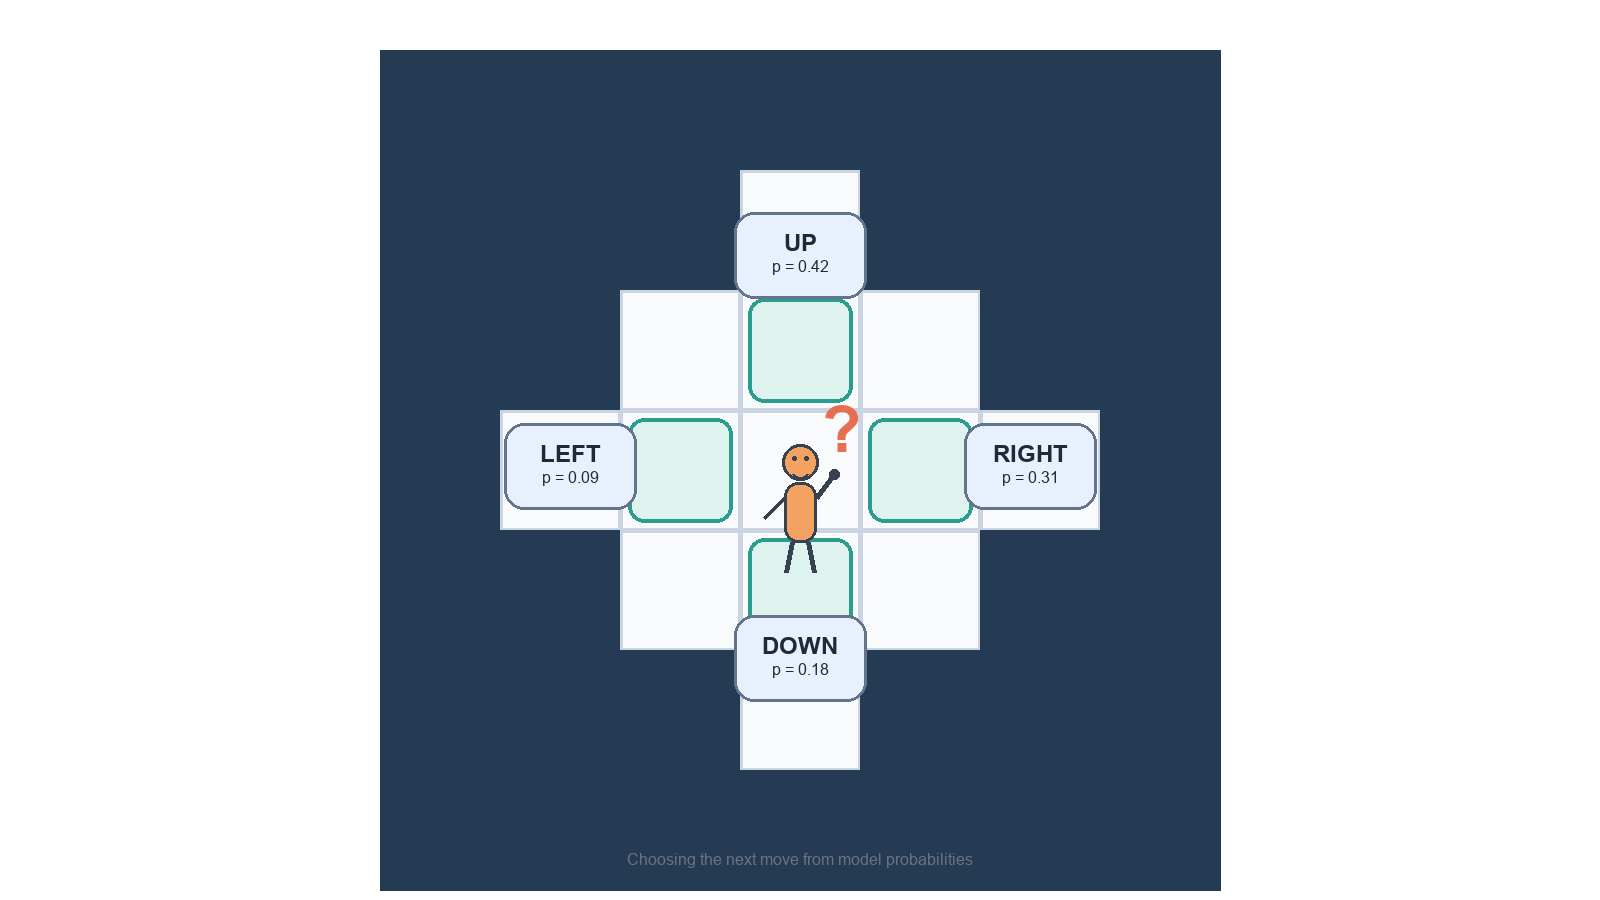 UP
p = 0.42
?
LEFT
p = 0.09
RIGHT
p = 0.31
DOWN
p = 0.18
Choosing the next move from model probabilities